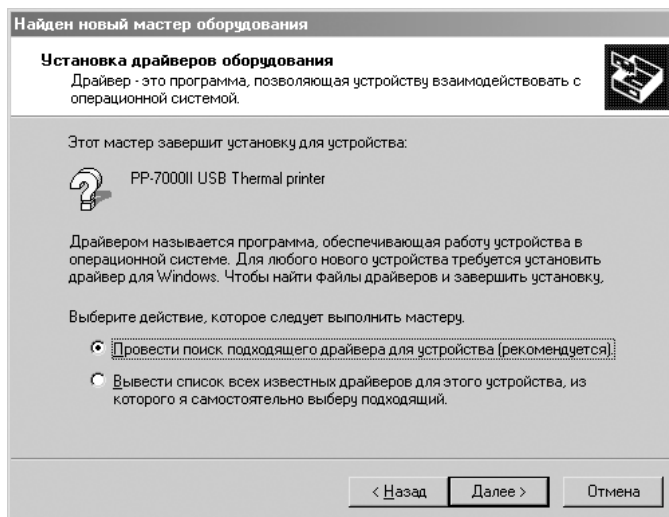 Найден новый мастер оборудования
Установка драйверов оборудования
Драйвер - это программа, позволяющая устройству взаимодействовать с
операционной системой.
Этот мастер завершит установку для устройства:
PP-7000II USB Thermal printer
Драйвером называется программа, обеспечивающая работу устройства в
операционной системе. Для любого нового устройства требуется установить
драйвер для Windows. Чтобы найти файлы драйверов и завершить установку,
Выберите действие, которое следует выполнить мастеру.
Провести поиск подходящего драйвера для устройства (рекомендуется).
Вывести список всех известных драйверов для этого устройства, из
которого я самостоятельно выберу подходящий.
< Назад Далее > Отмена